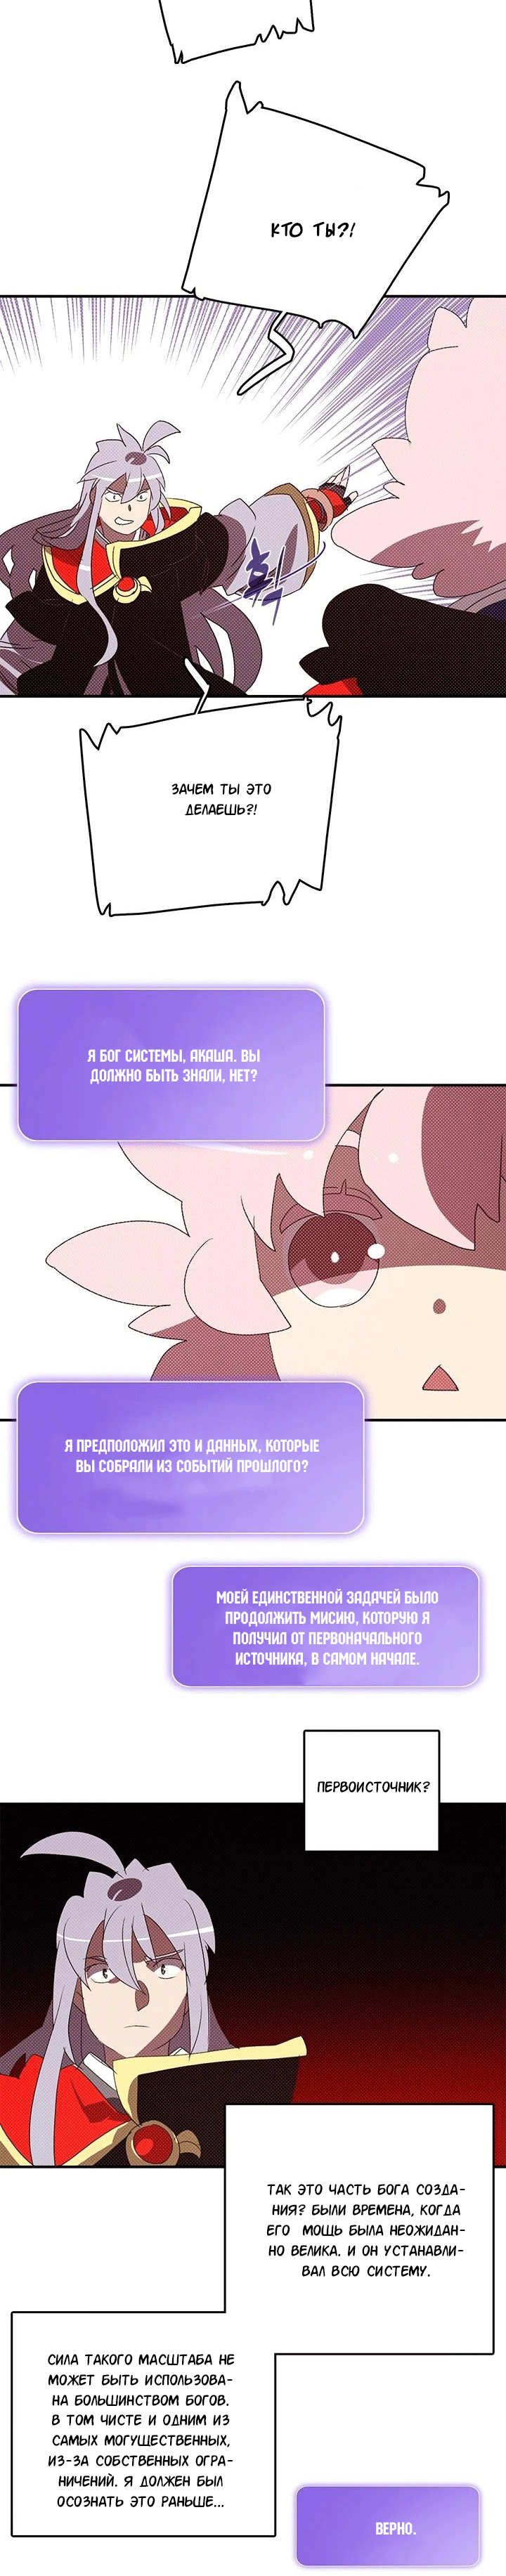 КТО ТЫ?!
ЗАЧЕМ ТЫ ЭТО
ДЕЛАЕШЬ?!
Я БОГ СИСТЕМЫ, АКАША. ВЫ
ДОЛЖНО БЫТЬ ЗНАЛИ, НЕТ?
Я ПРЕДПОЛОЖИЛ ЭТО И ДАННЫХ, КОТОРЫЕ
ВЫ СОБРАЛИ ИЗ СОБЫТИЙ ПРОШЛОГО?
МОЕЙ ЕДИНСТВЕННОЙ ЗАДАЧЕЙ БЫЛО
ПРОДОЛЖИТЬ МИСИЮ, КОТОРУЮ Я
ПОЛУЧИЛ ОТ ПЕРВОНАЧАЛЬНОГО
ИСТОЧНИКА, В САМОМ НАЧАЛЕ.
ПЕРВОИСТОЧНИК?
ТАК ЭТО ЧАСТЬ БОГА СОЗДА-
НИЯ? БЫЛИ ВРЕМЕНА, КОГДА
ЕГО МОЩЬ БЫЛА НЕОЖИДАН-
НО ВЕЛИКА. И ОН УСТАНАВЛИ-
ВАЛ ВСЮ СИСТЕМУ.
СИЛА ТАКОГО МАСШТАБА НЕ
МОЖЕТ БЫТЬ ИСПОЛЬЗОВА-
НА БОЛЬШИНСТВОМ БОГОВ.
В ТОМ ЧИСТЕ И ОДНИМ ИЗ
САМЫХ МОГУЩЕСТВЕННЫХ,
ИЗ-ЗА СОБСТВЕННЫХ ОГРА-
НИЧЕНИЙ. Я ДОЛЖЕН БЫЛ
ОСОЗНАТЬ ЭТО РАНЬШЕ...
ВЕРНО.